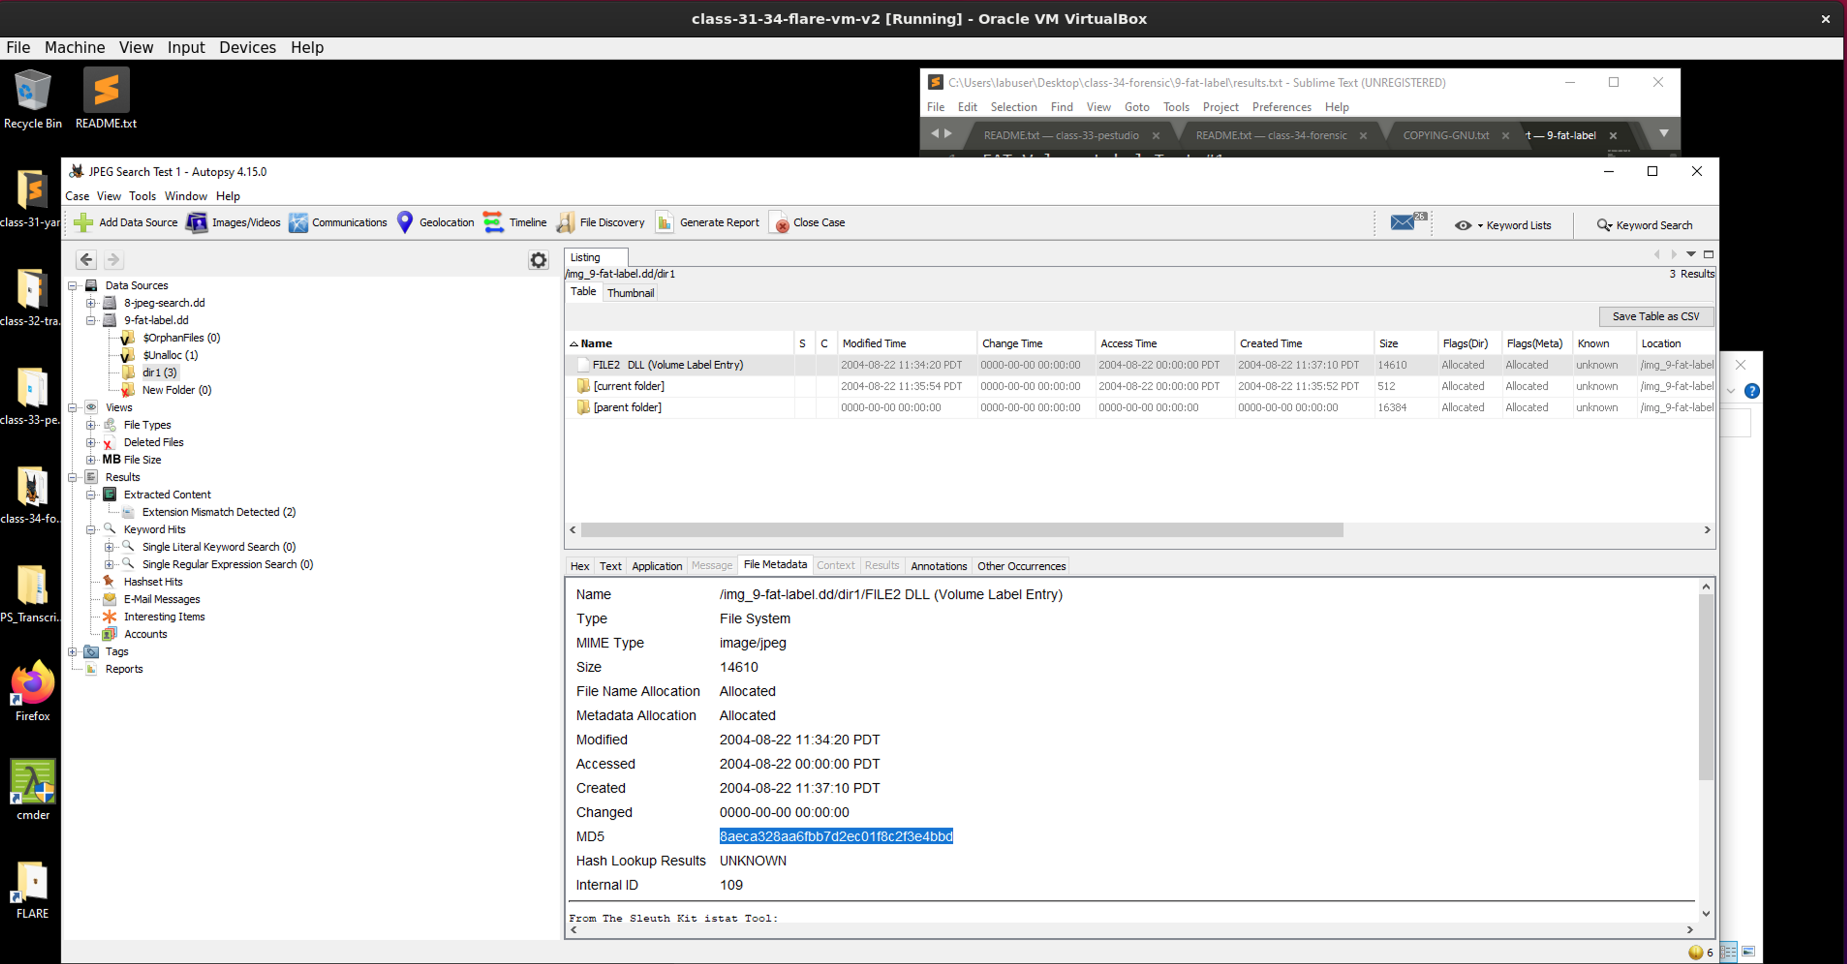 class-31-34-flare-vm-v2 [Running] - Oracle VM VirtualBox
File Machine View Input Devices Help
Recycle Bin
README.txt
C:\Users\labuser\Desktop\class-34-forensic\9-fat-label\results.txt - Sublime Text (UNREGISTERED)
File Edit Selection Find View Goto Tools Project Preferences Help
README.txt — class-33-pestudio
README.txt — class-34-forensic
COPYING-GNU.txt
t — 9-fat-label
class-31-yar
class-32-tra..
class-33-pe..
class-34-fo..
PS_Transcri..
Firefox
cmder
FLARE
JPEG Search Test 1 - Autopsy 4.15.0
Case View Tools Window Help
Add Data Source Images/Videos Communications Geolocation Timeline File Discovery Generate Report Close Case
26
Keyword Lists
Keyword Search
Data Sources
8-jpeg-search.dd
9-fat-label.dd
$OrphanFiles (0)
$Unalloc (1)
dir1 (3)
New Folder (0)
Views
File Types
Deleted Files
MB File Size
Results
Extracted Content
Extension Mismatch Detected (2)
Keyword Hits
Single Literal Keyword Search (0)
Single Regular Expression Search (0)
Hashset Hits
E-Mail Messages
Interesting Items
Accounts
Tags
Reports
Listing
/img_9-fat-label.dd/dir1
3 Results
Table Thumbnail
Save Table as CSV
Name S C Modified Time Change Time Access Time Created Time Size Flags(Dir) Flags(Meta) Known Location
FILE2 DLL (Volume Label Entry) 2004-08-22 11:34:20 PDT 0000-00-00 00:00:00 2004-08-22 00:00:00 PDT 2004-08-22 11:37:10 PDT 14610 Allocated Allocated unknown /img_9-fat-label
[current folder] 2004-08-22 11:35:54 PDT 0000-00-00 00:00:00 2004-08-22 00:00:00 PDT 2004-08-22 11:35:52 PDT 512 Allocated Allocated unknown /img_9-fat-label
[parent folder] 0000-00-00 00:00:00 0000-00-00 00:00:00 0000-00-00 00:00:00 0000-00-00 00:00:00 16384 Allocated Allocated unknown /img_9-fat-label
Hex Text Application Message File Metadata Context Results Annotations Other Occurrences
Name /img_9-fat-label.dd/dir1/FILE2 DLL (Volume Label Entry)
Type File System
MIME Type image/jpeg
Size 14610
File Name Allocation Allocated
Metadata Allocation Allocated
Modified 2004-08-22 11:34:20 PDT
Accessed 2004-08-22 00:00:00 PDT
Created 2004-08-22 11:37:10 PDT
Changed 0000-00-00 00:00:00
MD5 8aeca328aa6fbb7d2ec01f8c2f3e4bbd
Hash Lookup Results UNKNOWN
Internal ID 109
From The Sleuth Kit istat Tool:
6